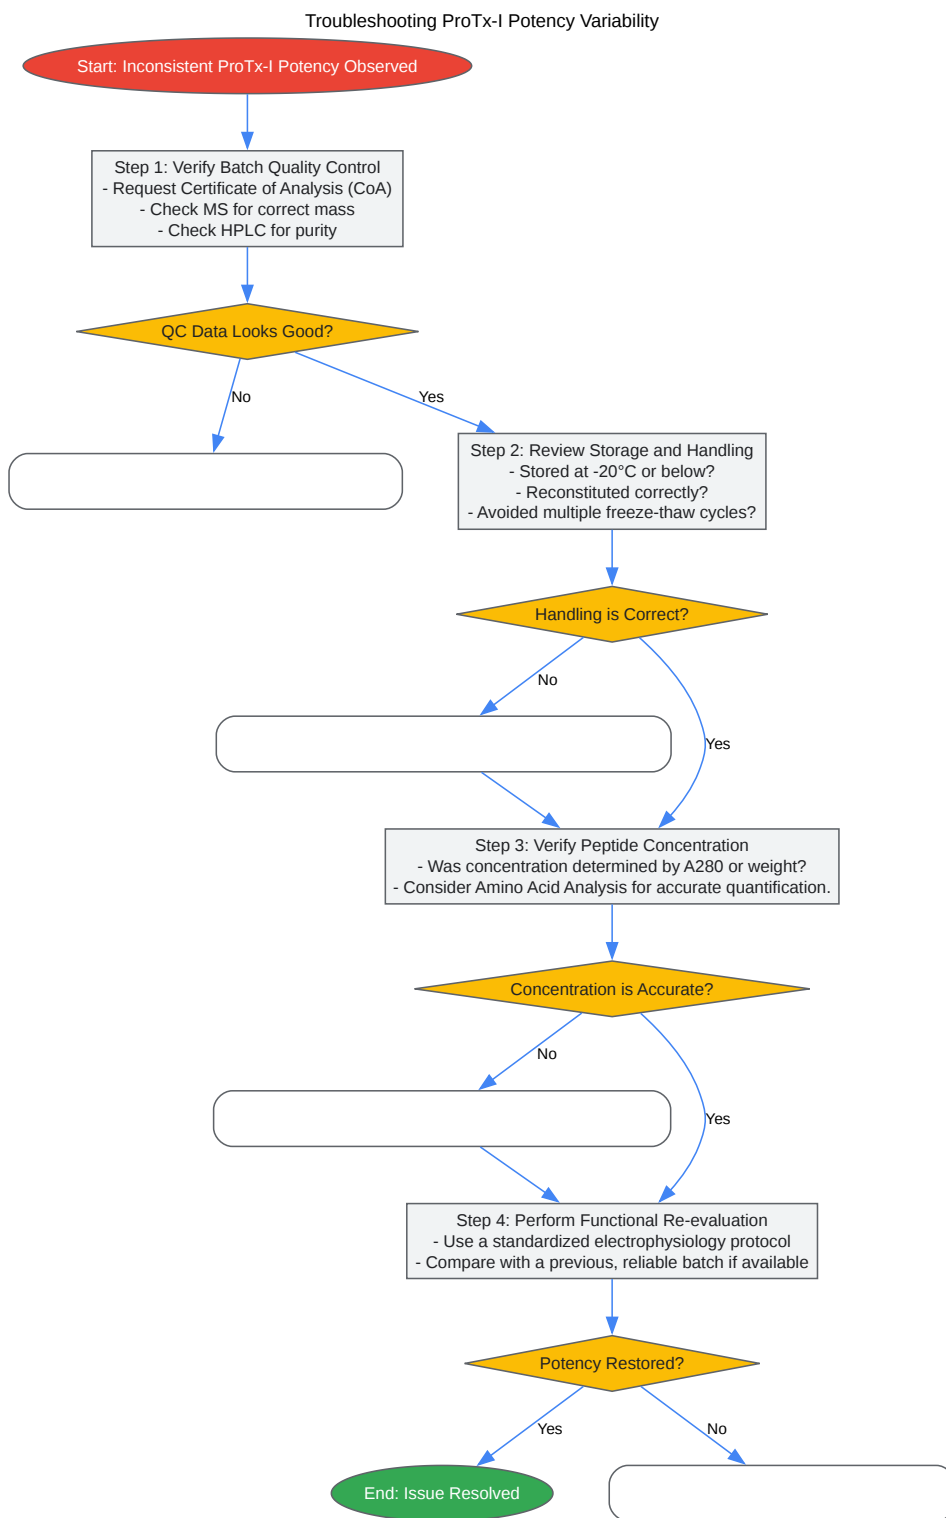 Troubleshooting ProTx-I Potency Variability
Start: Inconsistent ProTx-I Potency Observed
Step 1: Verify Batch Quality Control
- Request Certificate of Analysis (CoA)
- Check MS for correct mass
- Check HPLC for purity
QC Data Looks Good?
No
Yes
Step 2: Review Storage and Handling
- Stored at -20°C or below?
- Reconstituted correctly?
- Avoided multiple freeze-thaw cycles?
Handling is Correct?
No
Yes
Step 3: Verify Peptide Concentration
- Was concentration determined by A280 or weight?
- Consider Amino Acid Analysis for accurate quantification.
Concentration is Accurate?
No
Yes
Step 4: Perform Functional Re-evaluation
- Use a standardized electrophysiology protocol
- Compare with a previous, reliable batch if available
Potency Restored?
Yes
No
End: Issue Resolved